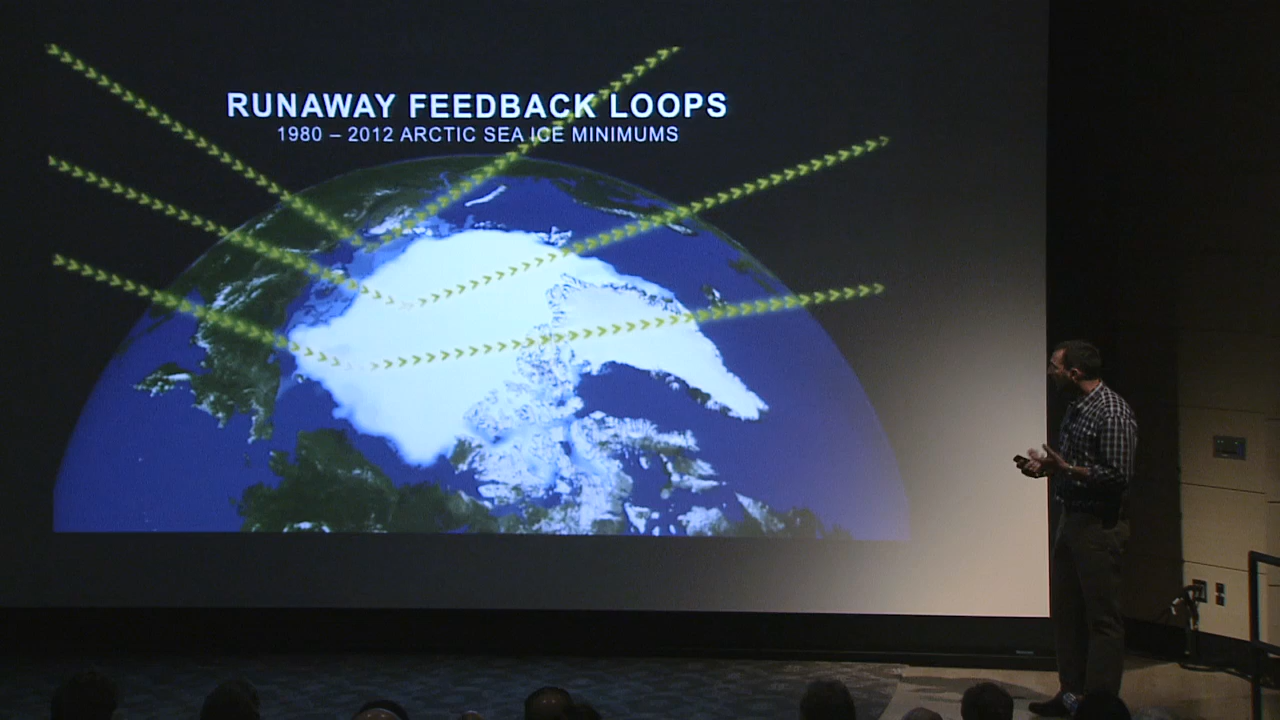 RUNAWAY FEEDBACK LOOPS
1980 – 2012 ARCTIC SEA ICE MINIMUMS